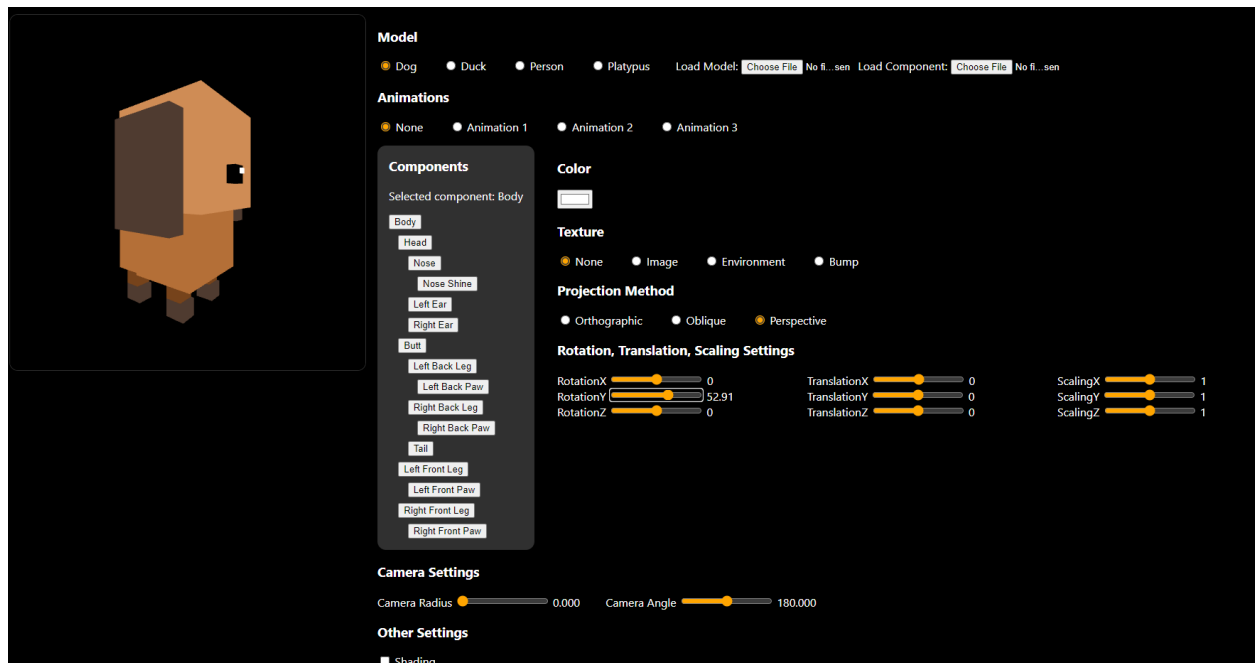 Model
Dog Duck Person Platypus Load Model: Choose File No fi...sen Load Component: Choose File No fi...sen
Animations
None Animation 1 Animation 2 Animation 3
Components
Selected component: Body
Body
Head
Nose
Nose Shine
Left Ear
Right Ear
Butt
Left Back Leg
Left Back Paw
Right Back Leg
Right Back Paw
Tail
Left Front Leg
Left Front Paw
Right Front Leg
Right Front Paw
Color
Texture
None Image Environment Bump
Projection Method
Orthographic Oblique Perspective
Rotation, Translation, Scaling Settings
RotationX 0 TranslationX 0 ScalingX 1
RotationY 52.91 TranslationY 0 ScalingY 1
RotationZ 0 TranslationZ 0 ScalingZ 1
Camera Settings
Camera Radius 0.000 Camera Angle 180.000
Other Settings
Shading